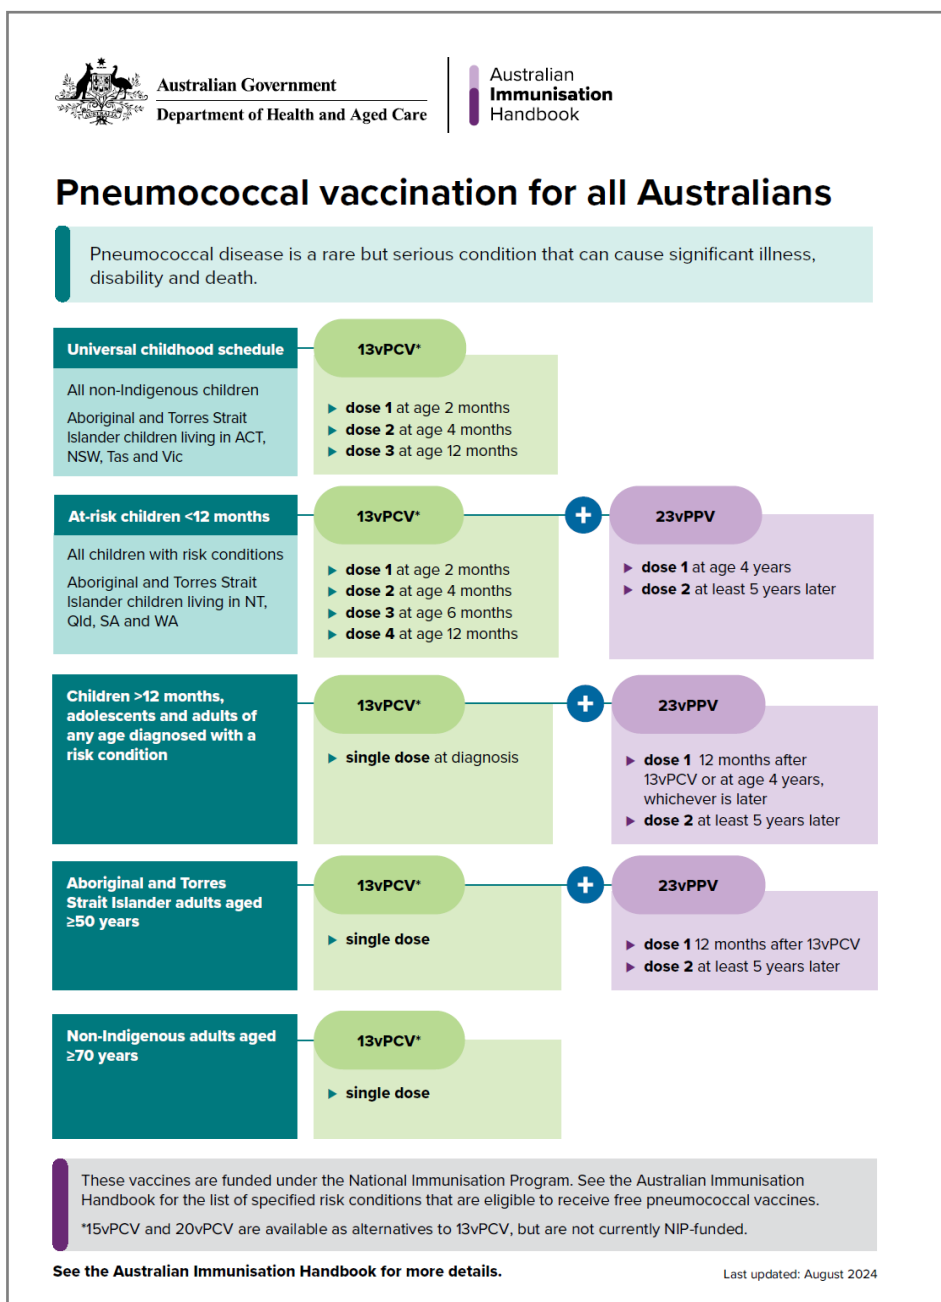 Australian Government
Department of Health and Aged Care
Australian
Immunisation
Handbook
Pneumococcal vaccination for all Australians
Pneumococcal disease is a rare but serious condition that can cause significant illness,
disability and death.
Universal childhood schedule
All non-Indigenous children
Aboriginal and Torres Strait
Islander children living in ACT,
NSW, Tas and Vic
13vPCV*
▶ dose 1 at age 2 months
▶ dose 2 at age 4 months
▶ dose 3 at age 12 months
At-risk children <12 months
All children with risk conditions
Aboriginal and Torres Strait
Islander children living in NT,
Qld, SA and WA
13vPCV*
▶ dose 1 at age 2 months
▶ dose 2 at age 4 months
▶ dose 3 at age 6 months
▶ dose 4 at age 12 months
+
23vPPV
▶ dose 1 at age 4 years
▶ dose 2 at least 5 years later
Children >12 months,
adolescents and adults of
any age diagnosed with a
risk condition
13vPCV*
▶ single dose at diagnosis
+
23vPPV
▶ dose 1 12 months after
13vPCV or at age 4 years,
whichever is later
▶ dose 2 at least 5 years later
Aboriginal and Torres
Strait Islander adults aged
≥50 years
13vPCV*
▶ single dose
+
23vPPV
▶ dose 1 12 months after 13vPCV
▶ dose 2 at least 5 years later
Non-Indigenous adults aged
≥70 years
13vPCV*
▶ single dose
These vaccines are funded under the National Immunisation Program. See the Australian Immunisation
Handbook for the list of specified risk conditions that are eligible to receive free pneumococcal vaccines.
*15vPCV and 20vPCV are available as alternatives to 13vPCV, but are not currently NIP-funded.
See the Australian Immunisation Handbook for more details.
Last updated: August 2024